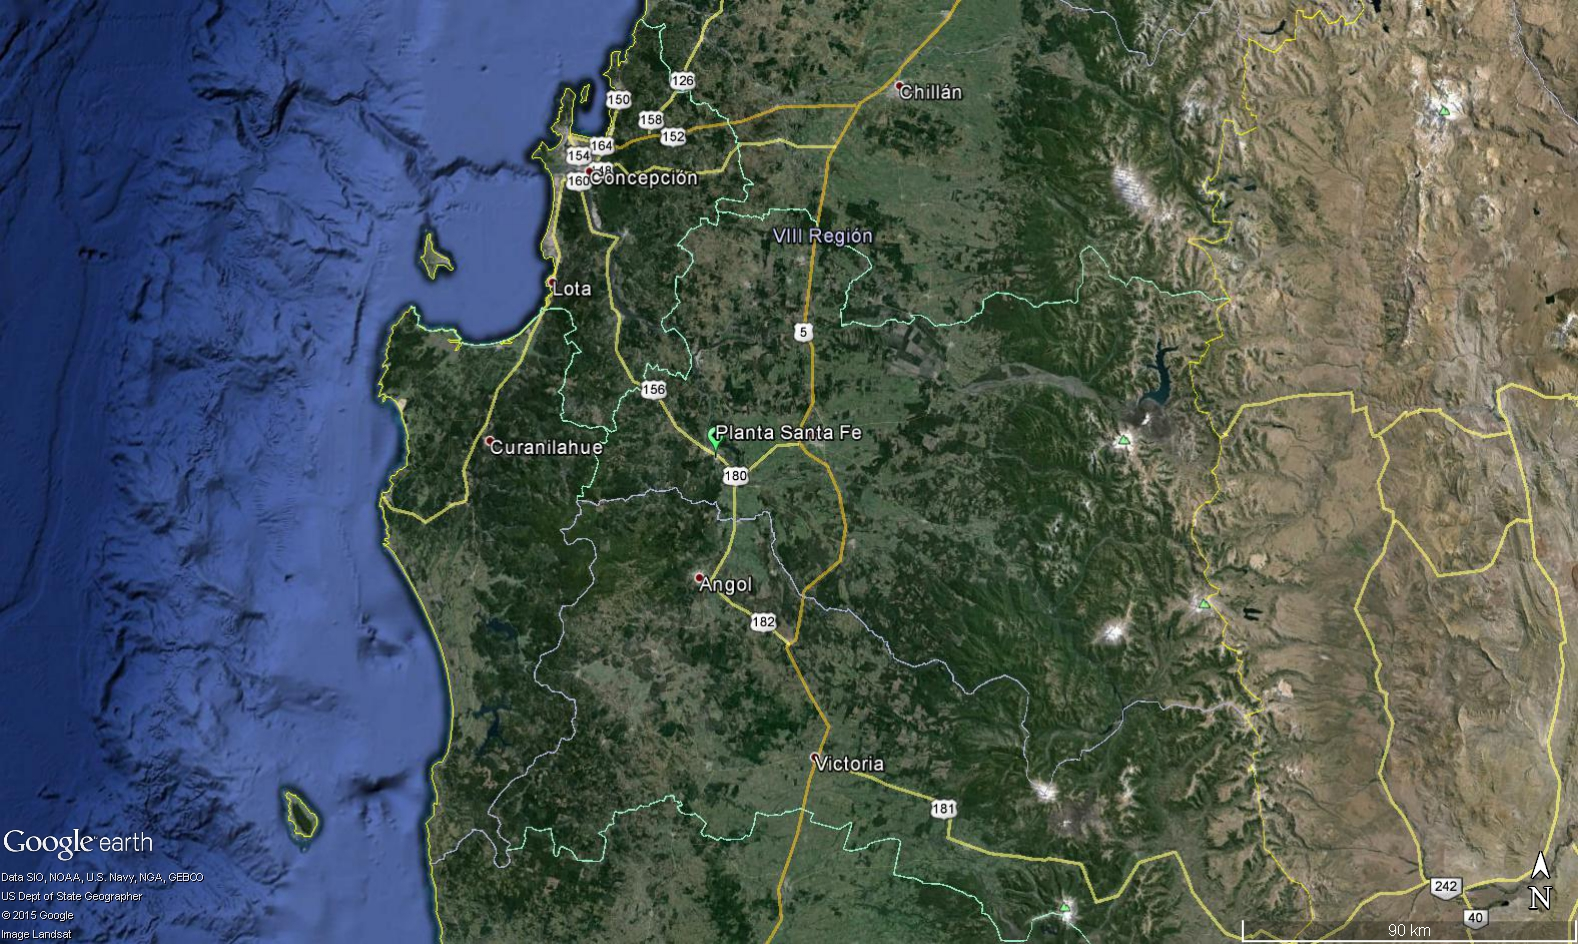 126
150
Chillán
158
152
164
154
148
160
Concepción
VIII Región
Lota
5
156
Planta Santa Fe
Curanilahue
180
Angol
182
Victoria
181
Google earth
Data SIO, NOAA, U.S. Navy, NGA, GEBCO
US Dept of State Geographer
© 2015 Google
Image Landsat
242
N
40
90 km